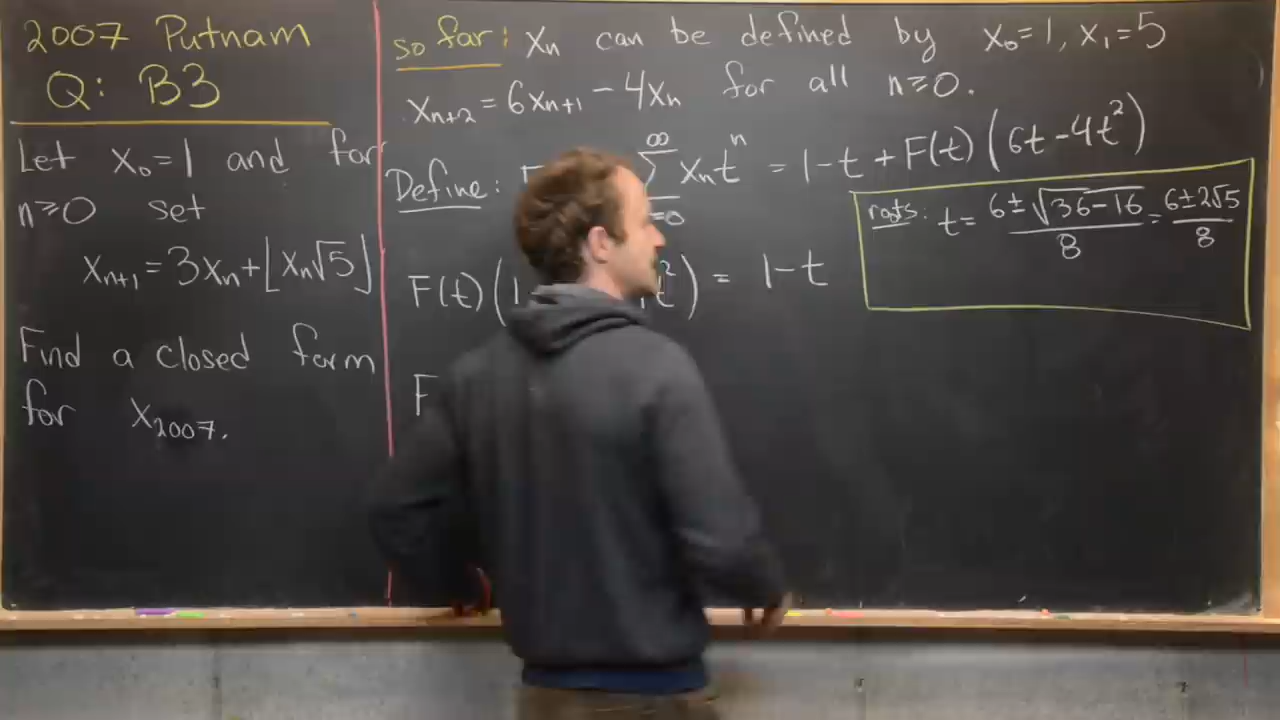 2007 Putnam
Q: B3
Let x₀=1 and for
n≥0 set
xₙ₊₁=3xₙ+⌊xₙ√5⌋
Find a closed form
for x₂₀₀₇.
so far: xₙ can be defined by x₀=1, x₁=5
xₙ₊₂=6xₙ₊₁-4xₙ for all n≥0.
Define: F ∑ xₙtⁿ = 1-t+F(t)(6t-4t²)
∞
=0
roots: t= 6±√36-16 / 8 = 6±2√5 / 8
F(t)(1 t²) = 1-t
F